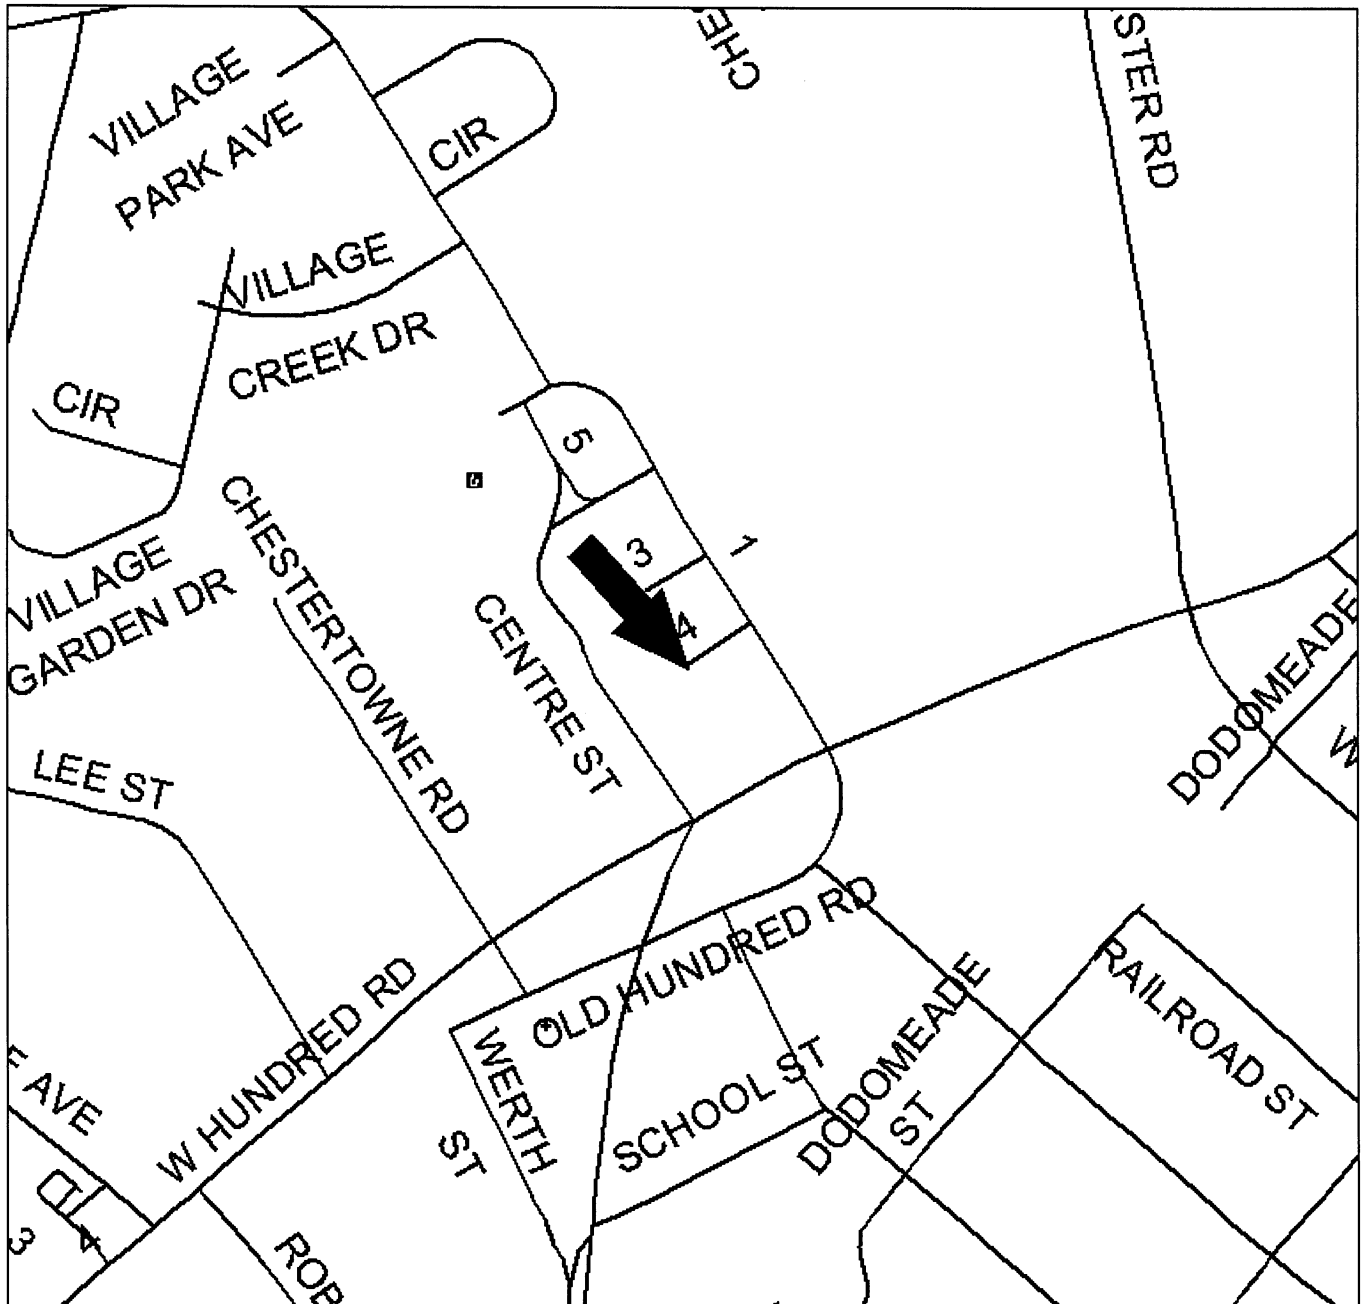 CHE
STER RD
VILLAGE
PARK AVE
CIR
VILLAGE
CREEK DR
CIR
5
CHESTERTOWNE RD
3
1
VILLAGE
GARDEN DR
CENTRE ST
4
DODOMEADE
W
LEE ST
OLD HUNDRED RD
W HUNDRED RD
RAILROAD ST
WERTH
ST
SCHOOL ST
DODOMEADE
ST
F AVE
3
4
ROB